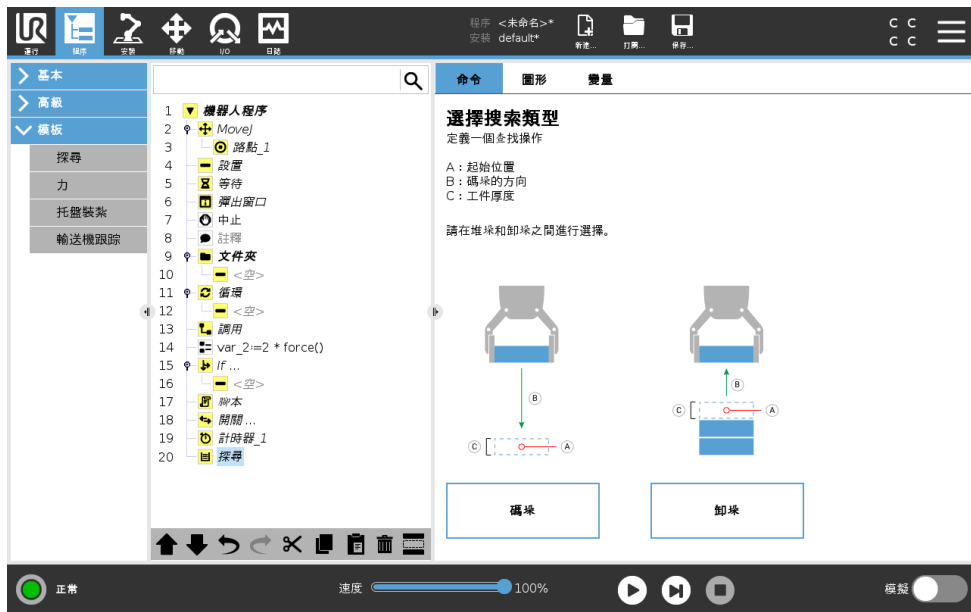 UR
運行
程序
安裝
移動
I/O
日誌
程序 <未命名>*
安裝 default*
新建...
打開...
保存...
C C
C C
基本
高級
模板
探尋
力
托盤裝紮
輸送機跟踪
1 機器人程序
2 MoveJ
3 路點_1
4 設置
5 等待
6 彈出窗口
7 中止
8 註釋
9 文件夾
10 <空>
11 循環
12 <空>
13 調用
14 var_2:=2 * force()
15 If ...
16 <空>
17 腳本
18 開關 ...
19 計時器_1
20 探尋
命令
圖形
變量
選擇搜索類型
定義一個查找操作
A：起始位置
B：碼垛的方向
C：工件厚度
請在堆垛和卸垛之間進行選擇。
B
C
A
B
C
A
碼垛
卸垛
正常
速度
100%
模擬